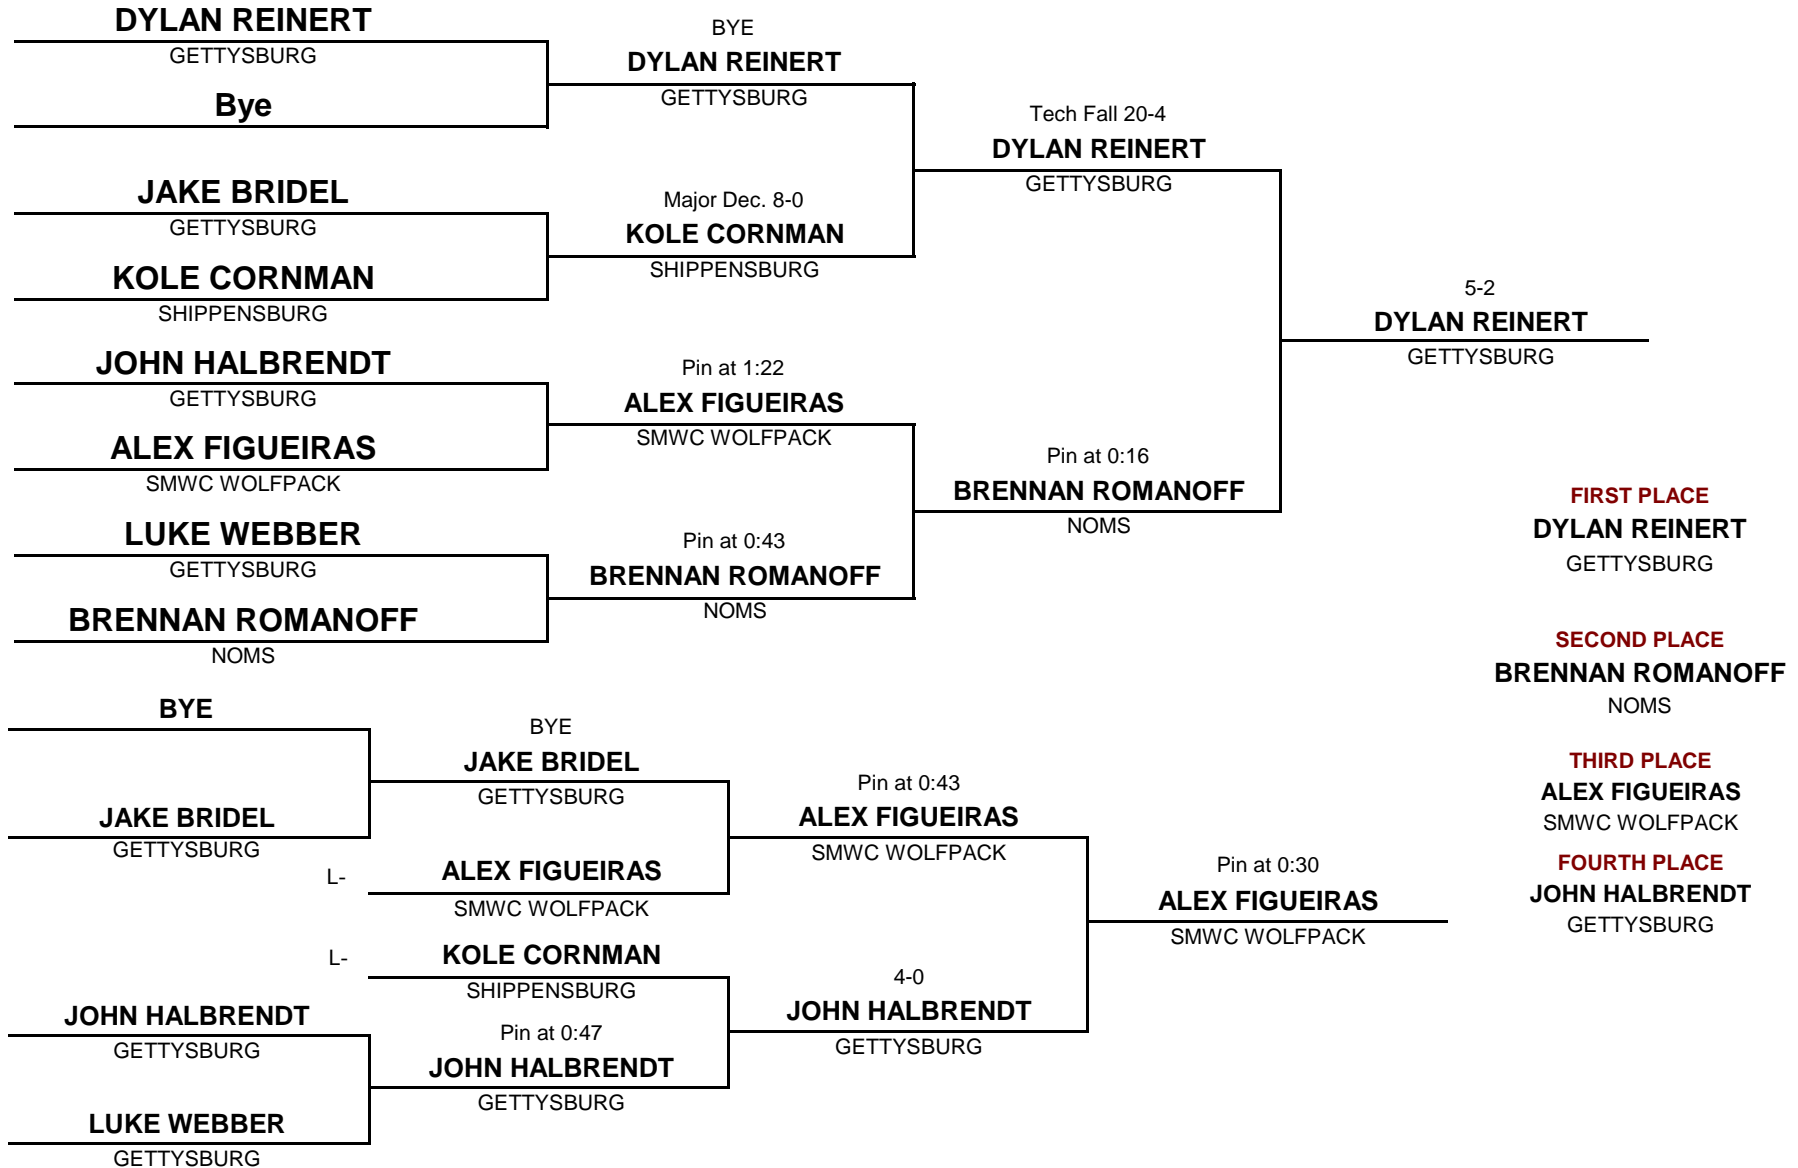 DYLAN REINERT
GETTYSBURG
Bye
JAKE BRIDEL
GETTYSBURG
KOLE CORNMAN
SHIPPENSBURG
JOHN HALBRENDT
GETTYSBURG
ALEX FIGUEIRAS
SMWC WOLFPACK
LUKE WEBBER
GETTYSBURG
BRENNAN ROMANOFF
NOMS
BYE
DYLAN REINERT
GETTYSBURG
Major Dec. 8-0
KOLE CORNMAN
SHIPPENSBURG
Pin at 1:22
ALEX FIGUEIRAS
SMWC WOLFPACK
Pin at 0:43
BRENNAN ROMANOFF
NOMS
Tech Fall 20-4
DYLAN REINERT
GETTYSBURG
Pin at 0:16
BRENNAN ROMANOFF
NOMS
5-2
DYLAN REINERT
GETTYSBURG
BYE
JAKE BRIDEL
GETTYSBURG
JOHN HALBRENDT
GETTYSBURG
LUKE WEBBER
GETTYSBURG
BYE
JAKE BRIDEL
GETTYSBURG
L-
ALEX FIGUEIRAS
SMWC WOLFPACK
L-
KOLE CORNMAN
SHIPPENSBURG
Pin at 0:47
JOHN HALBRENDT
GETTYSBURG
Pin at 0:43
ALEX FIGUEIRAS
SMWC WOLFPACK
4-0
JOHN HALBRENDT
GETTYSBURG
Pin at 0:30
ALEX FIGUEIRAS
SMWC WOLFPACK
FIRST PLACE
DYLAN REINERT
GETTYSBURG
SECOND PLACE
BRENNAN ROMANOFF
NOMS
THIRD PLACE
ALEX FIGUEIRAS
SMWC WOLFPACK
FOURTH PLACE
JOHN HALBRENDT
GETTYSBURG